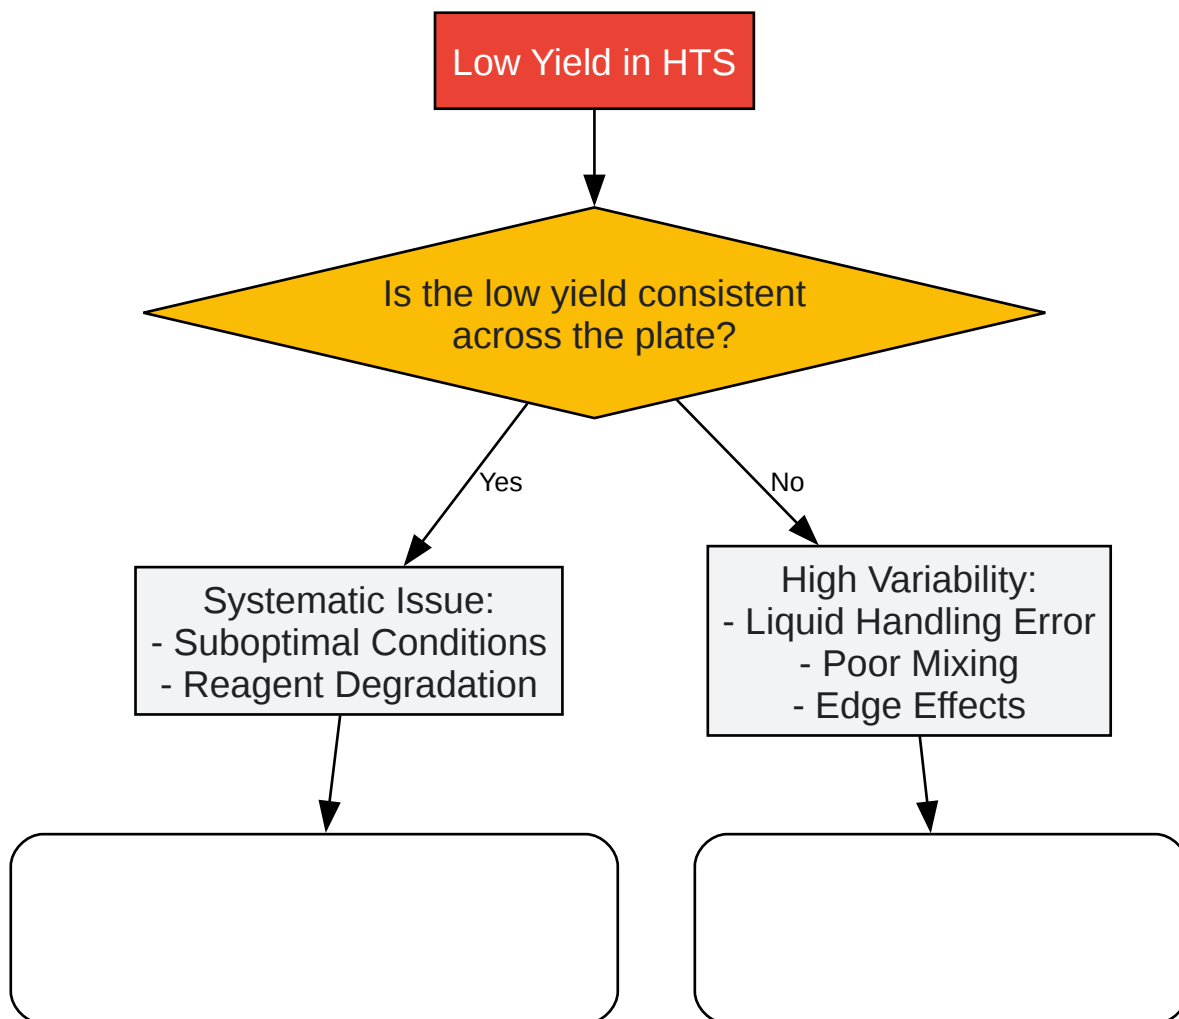 Low Yield in HTS
Is the low yield consistent
across the plate?
Yes
No
Systematic Issue:
- Suboptimal Conditions
- Reagent Degradation
High Variability:
- Liquid Handling Error
- Poor Mixing
- Edge Effects